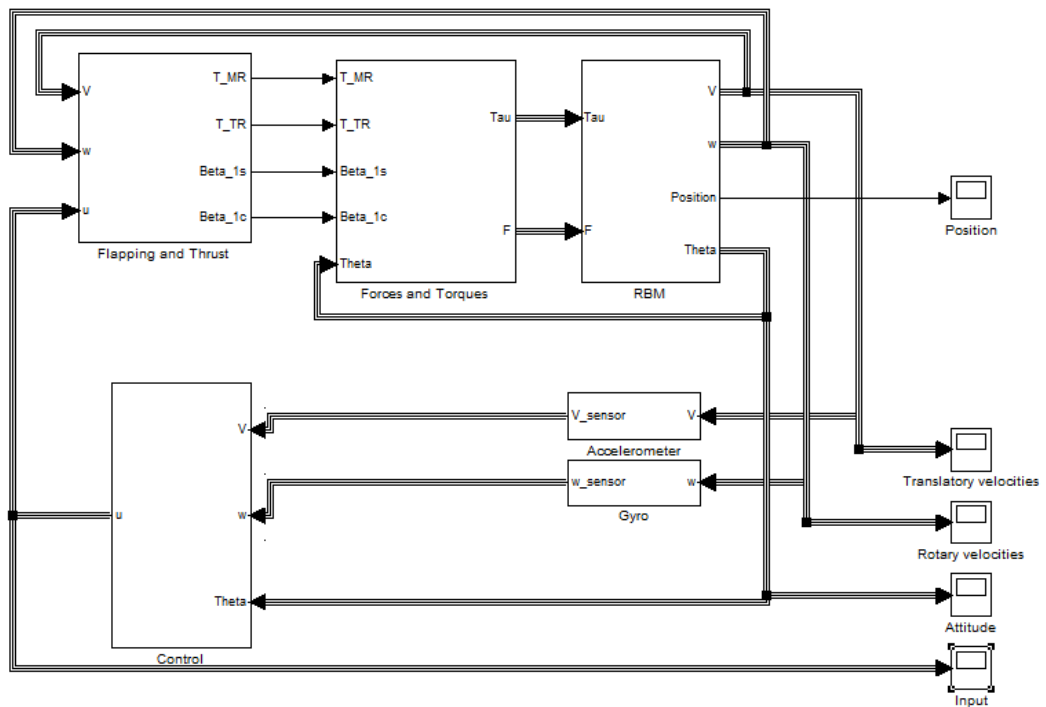 V
w
u
T_MR
T_TR
Beta_1s
Beta_1c
Flapping and Thrust
T_MR
T_TR
Beta_1s
Beta_1c
Theta
Tau
F
Forces and Torques
Tau
F
V
w
Position
Theta
RBM
Position
V_sensor
V
Accelerometer
w_sensor
w
Gyro
u
V
w
Theta
Control
Translatory velocities
Rotary velocities
Attitude
Input